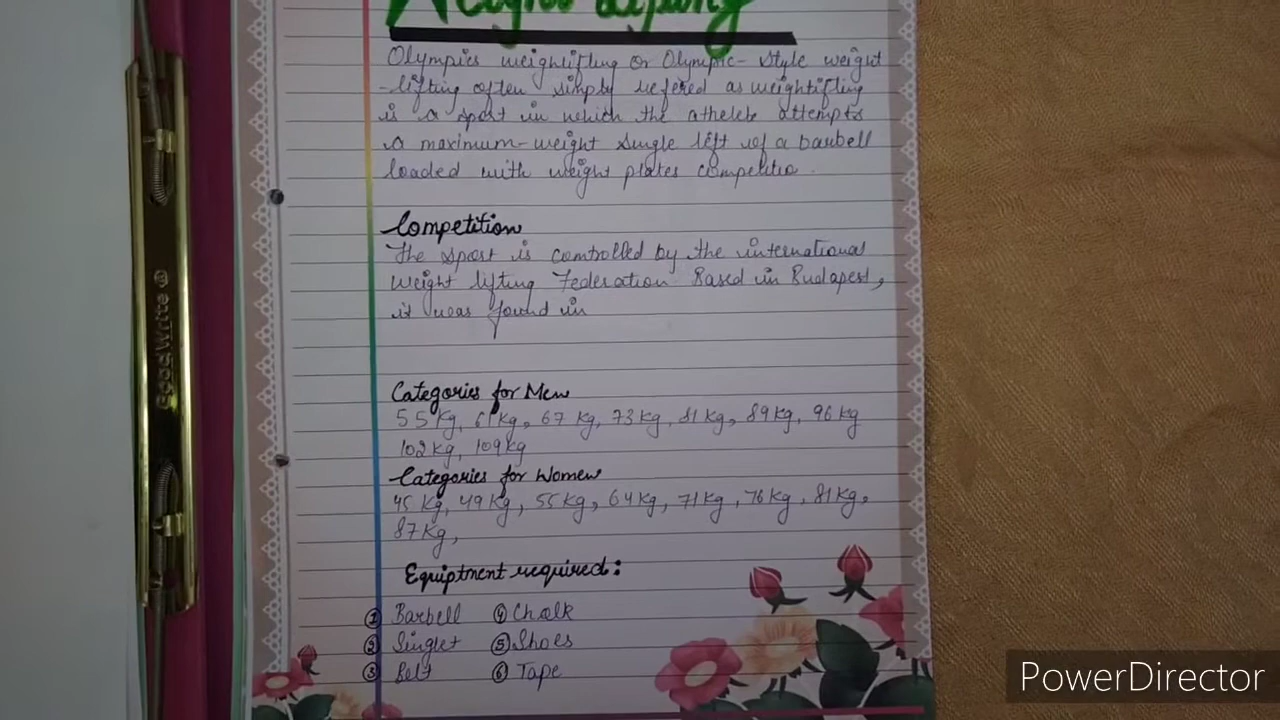 Weight lifting
Olympics weightlifting or Olympic-style weight
-lifting often simply refered as weightlifting
is a sport in which the athelete attempts
a maximum-weight single left of a barbell
loaded with weight plates competitio.
Competition
The sport is controlled by the international
weight lifting Federation. Based in Budapest,
it was found in
Categories for Men
55 Kg, 61 Kg, 67 Kg, 73 Kg, 81 Kg, 89 Kg, 96 kg
102 kg, 109 kg
Categories for Women
45 Kg, 49 Kg, 55 Kg, 64 Kg, 71 Kg, 76 Kg, 81 Kg,
87 Kg,
Equiptment required:
① Barbell ④ Chalk
② Singlet ⑤ Shoes
③ Belt ⑥ Tape
GoodWrite
PowerDirector